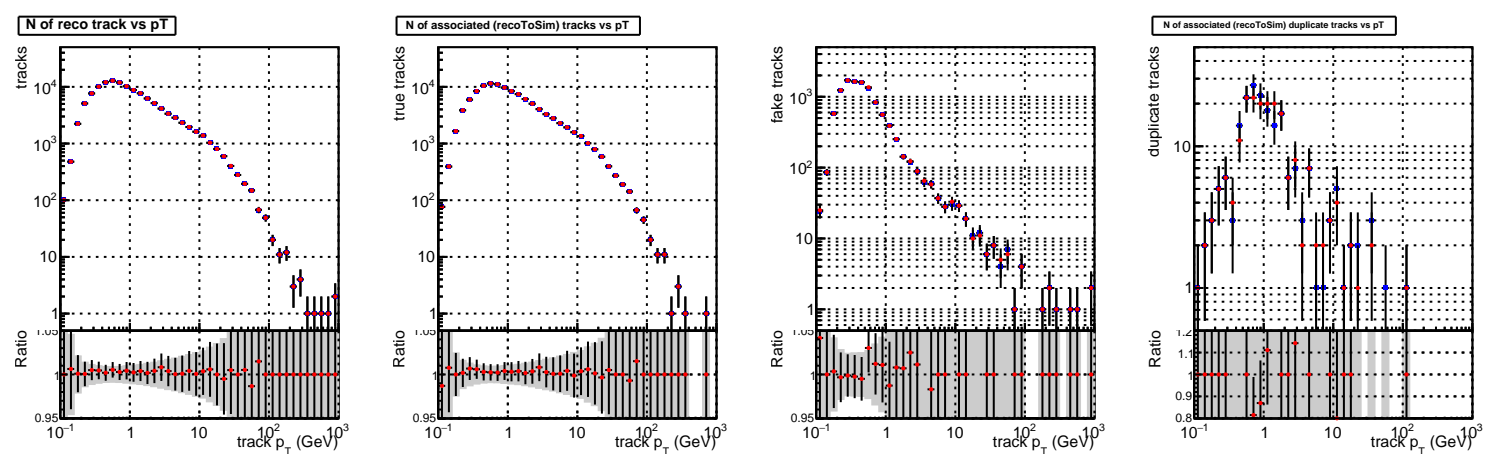 N of reco track vs pT
tracks
10^4
10^3
10^2
10
1
Ratio
1.05
1
0.95
10^-1 1 10 10^2 10^3
track p_T (GeV)
N of associated (recoToSim) tracks vs pT
true tracks
10^4
10^3
10^2
10
1
Ratio
1.05
1
0.95
10^-1 1 10 10^2 10^3
track p_T (GeV)
fake tracks
10^3
10^2
10
1
Ratio
1.05
1
0.95
10^-1 1 10 10^2 10^3
track p_T (GeV)
N of associated (recoToSim) duplicate tracks vs pT
duplicate tracks
10
1
Ratio
1.2
1.1
1
0.9
0.8
10^-1 1 10 10^2 10^3
track p_T (GeV)